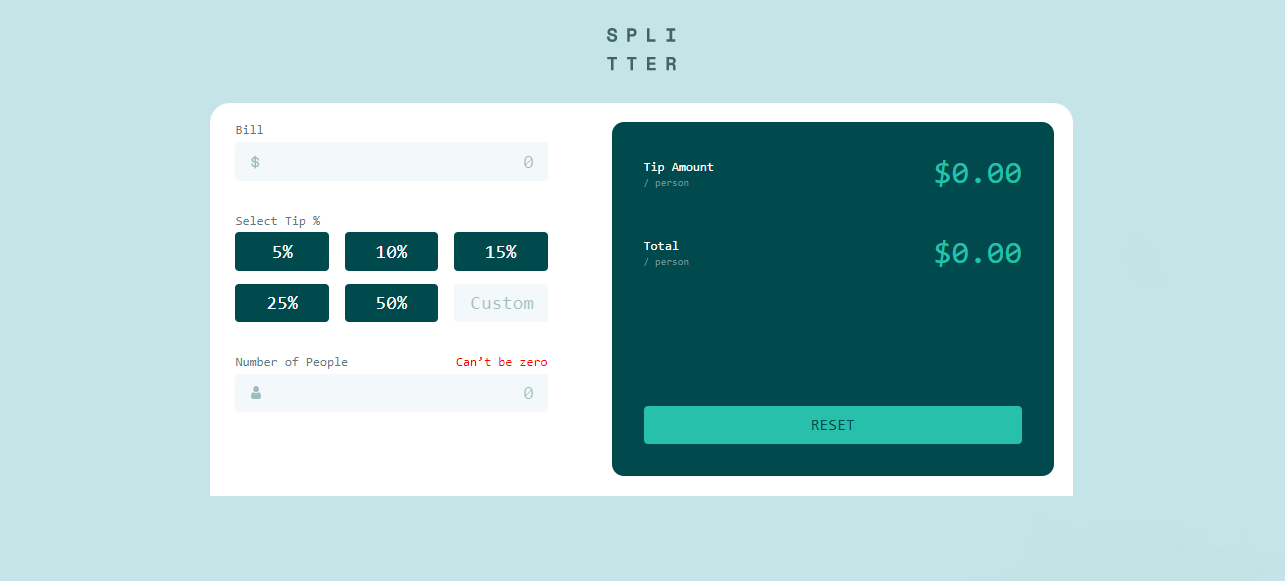 SPLI
TTER
Bill
$ 0
Select Tip %
5% 10% 15%
25% 50% Custom
Number of People Can’t be zero
0
Tip Amount
/ person
$0.00
Total
/ person
$0.00
RESET